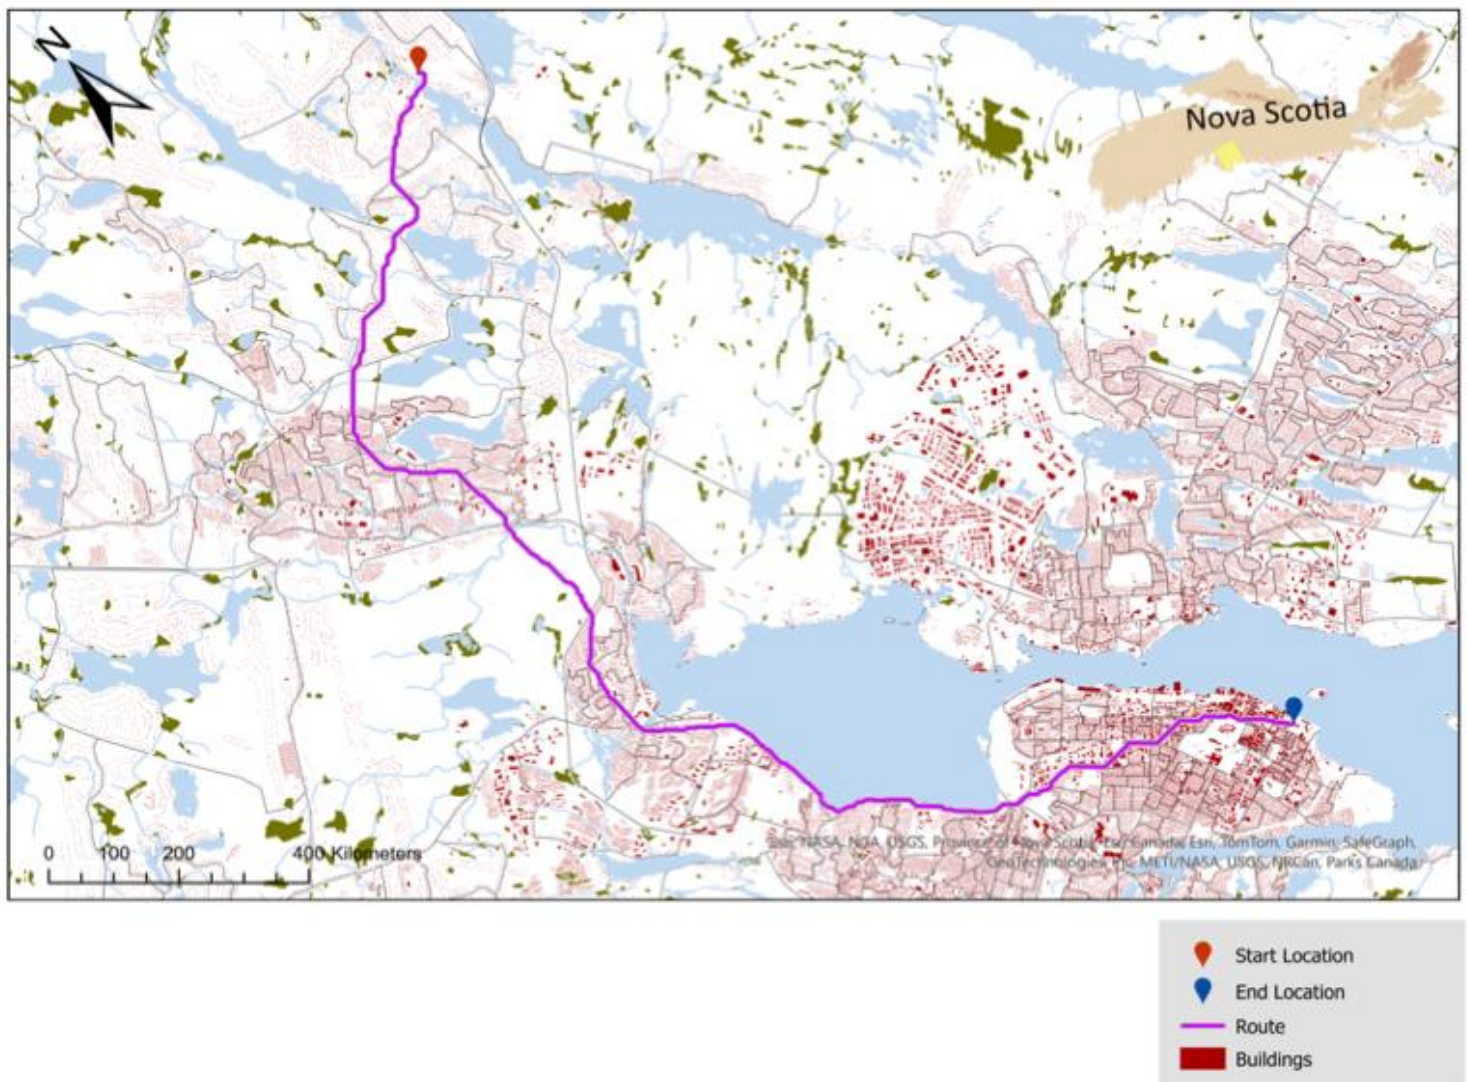 N
Nova Scotia
0 100 200 400 Kilometers
Esri, NASA, NGA, USGS, Province of Nova Scotia, Esri Canada, Esri, TomTom, Garmin, SafeGraph,
GeoTechnologies, Inc, METI/NASA, USGS, NRCan, Parks Canada
Start Location
End Location
Route
Buildings